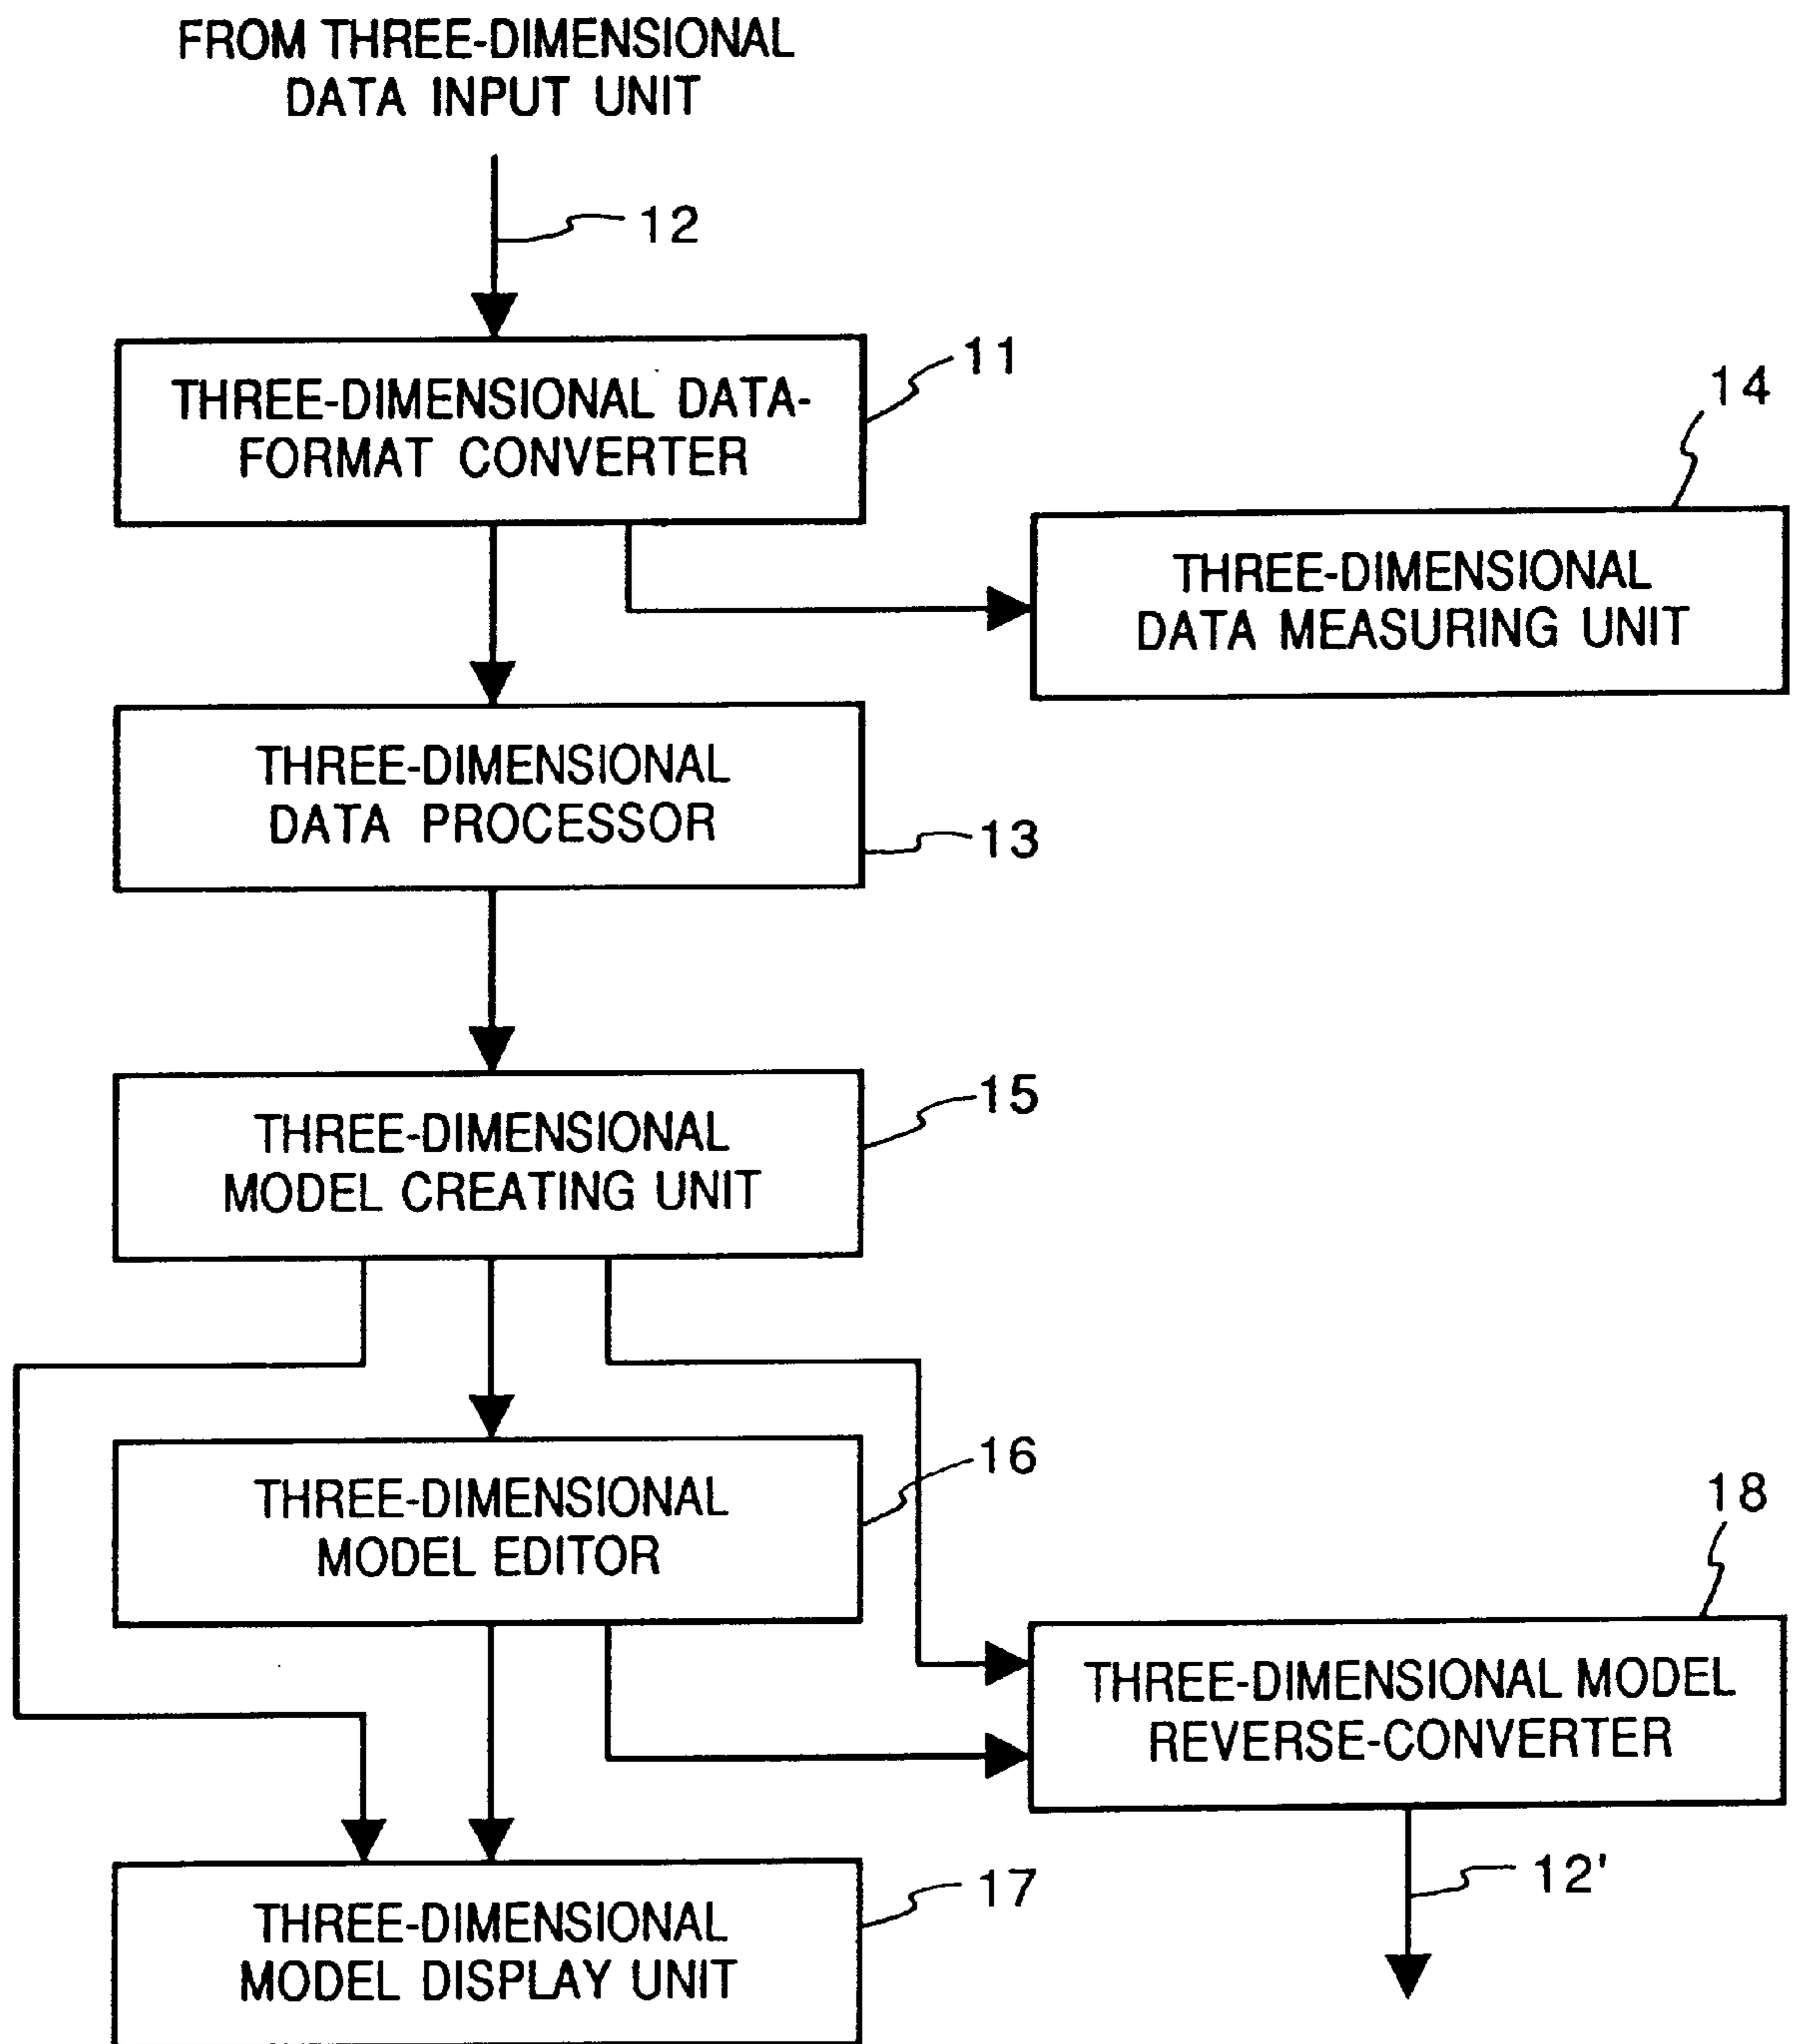 FROM THREE-DIMENSIONAL
DATA INPUT UNIT
12
THREE-DIMENSIONAL DATA-
FORMAT CONVERTER
11
14
THREE-DIMENSIONAL
DATA MEASURING UNIT
THREE-DIMENSIONAL
DATA PROCESSOR
13
THREE-DIMENSIONAL
MODEL CREATING UNIT
15
THREE-DIMENSIONAL
MODEL EDITOR
16
18
THREE-DIMENSIONAL MODEL
REVERSE-CONVERTER
12'
THREE-DIMENSIONAL
MODEL DISPLAY UNIT
17